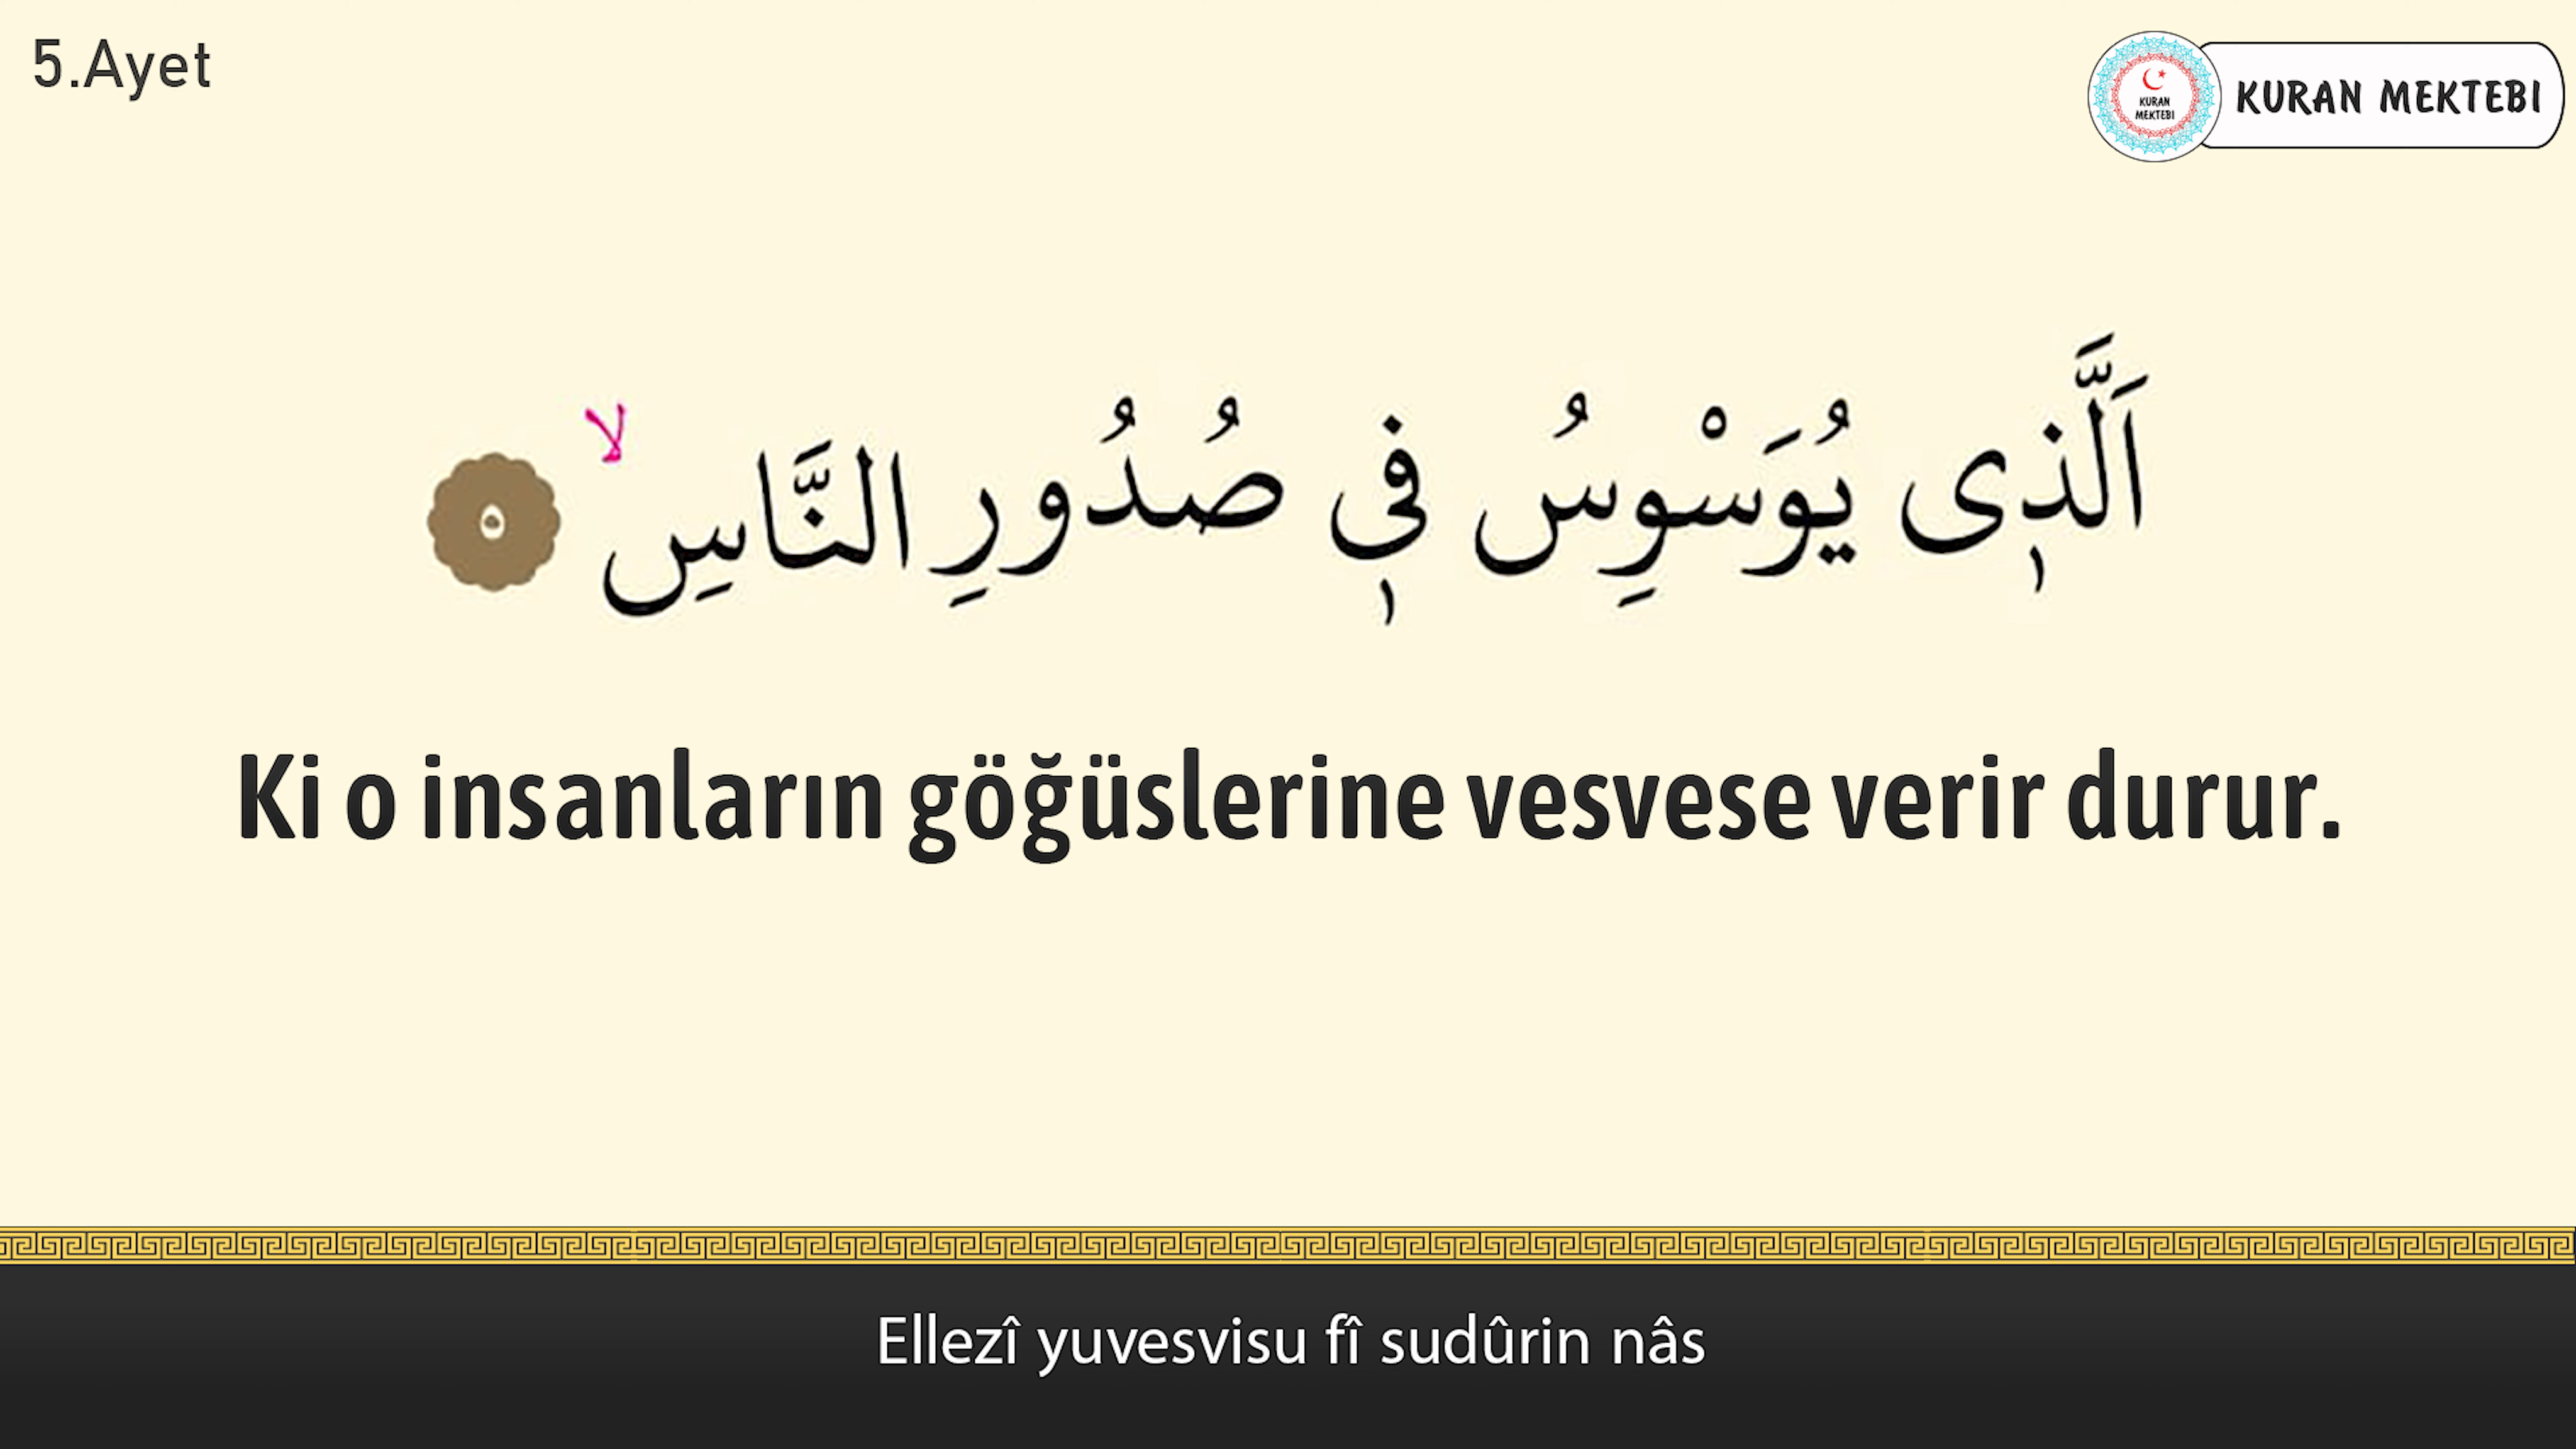 5.Ayet
KURAN
MEKTEBI
KURAN MEKTEBI
اَلَّذ۪ى يُوَسْوِسُ ف۪ى صُدُورِ النَّاسِۙ ٥
Ki o insanların göğüslerine vesvese verir durur.
Ellezî yuvesvisu fî sudûrin nâs